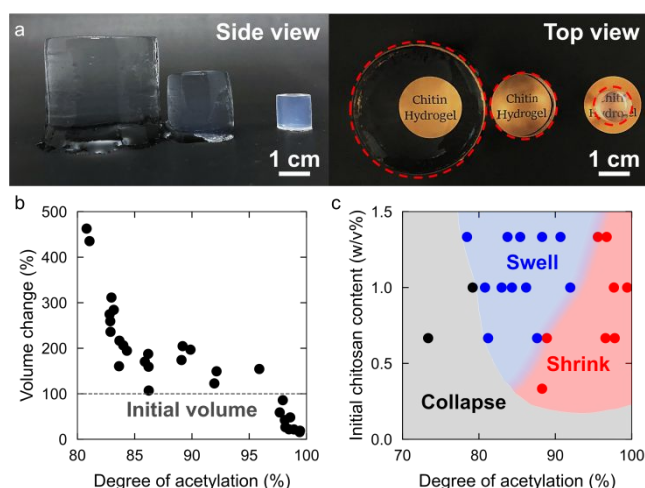 a
Side view
Top view
Chitin
Hydrogel
Chitin
Hydrogel
Chitin
Hydrogel
1 cm
1 cm
b
500
400
300
200
100
0
Volume change (%)
Initial volume
80
85
90
95
100
Degree of acetylation (%)
c
1.5
1.0
0.5
0.0
Initial chitosan content (w/v%)
Swell
Shrink
Collapse
70
80
90
100
Degree of acetylation (%)